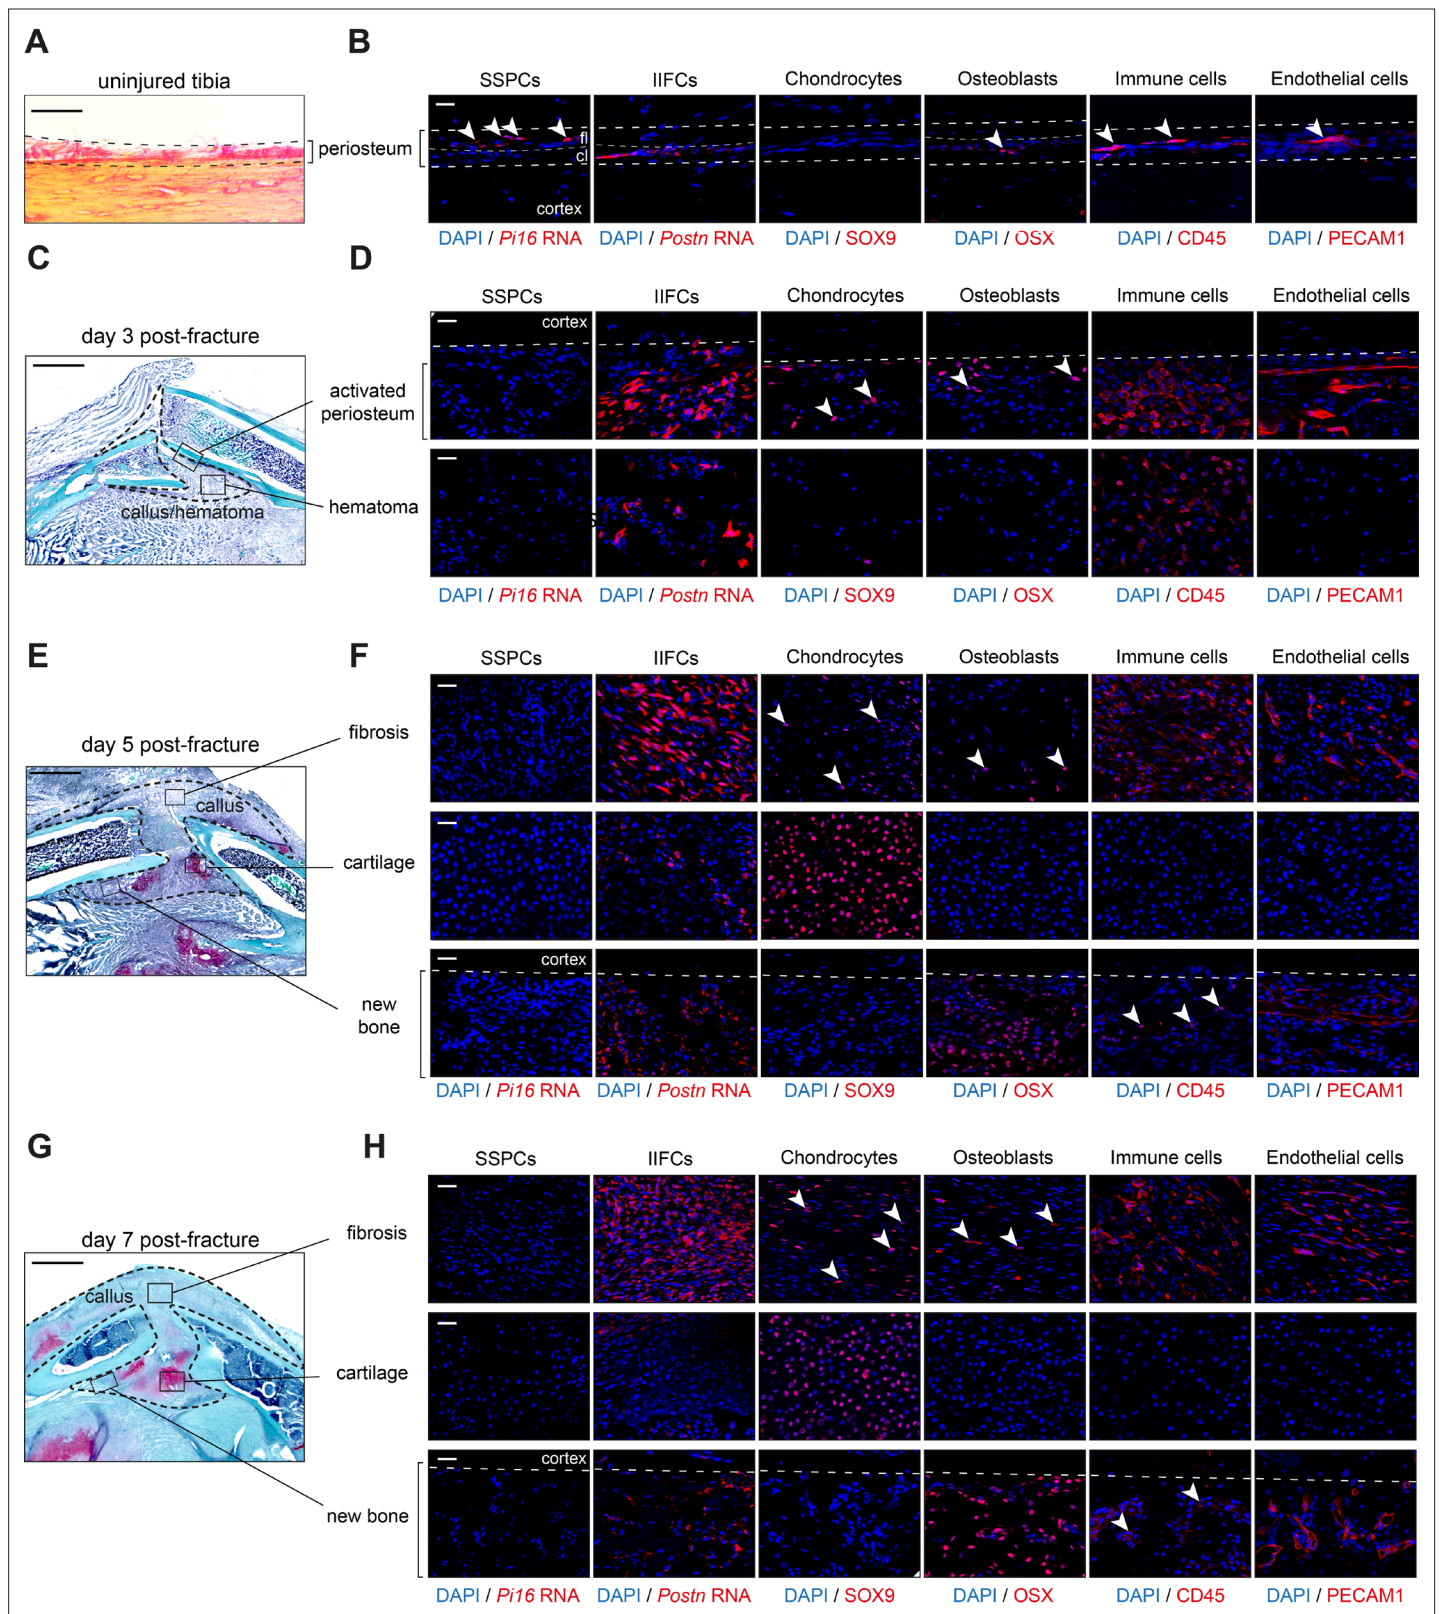 A
B
uninjured tibia
SSPCs
IIFCs
Chondrocytes
Osteoblasts
Immune cells
Endothelial cells
periosteum
fl
cl
cortex
DAPI / Pi16 RNA
DAPI / Postn RNA
DAPI / SOX9
DAPI / OSX
DAPI / CD45
DAPI / PECAM1
C
D
day 3 post-fracture
SSPCs
IIFCs
Chondrocytes
Osteoblasts
Immune cells
Endothelial cells
cortex
activated
periosteum
callus/hematoma
hematoma
DAPI / Pi16 RNA
DAPI / Postn RNA
DAPI / SOX9
DAPI / OSX
DAPI / CD45
DAPI / PECAM1
E
F
SSPCs
IIFCs
Chondrocytes
Osteoblasts
Immune cells
Endothelial cells
day 5 post-fracture
fibrosis
callus
cartilage
cortex
new
bone
DAPI / Pi16 RNA
DAPI / Postn RNA
DAPI / SOX9
DAPI / OSX
DAPI / CD45
DAPI / PECAM1
G
H
SSPCs
IIFCs
Chondrocytes
Osteoblasts
Immune cells
Endothelial cells
day 7 post-fracture
fibrosis
callus
cartilage
cortex
new bone
DAPI / Pi16 RNA
DAPI / Postn RNA
DAPI / SOX9
DAPI / OSX
DAPI / CD45
DAPI / PECAM1